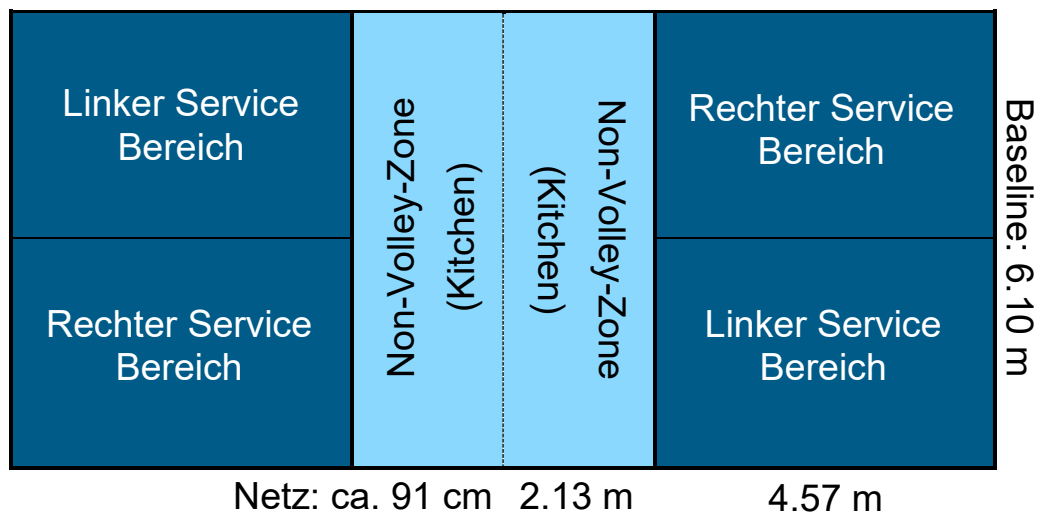 Linker Service
Bereich
Rechter Service
Bereich
Non-Volley-Zone
(Kitchen)
Non-Volley-Zone
(Kitchen)
Rechter Service
Bereich
Linker Service
Bereich
Baseline: 6.10 m
Netz: ca. 91 cm
2.13 m
4.57 m